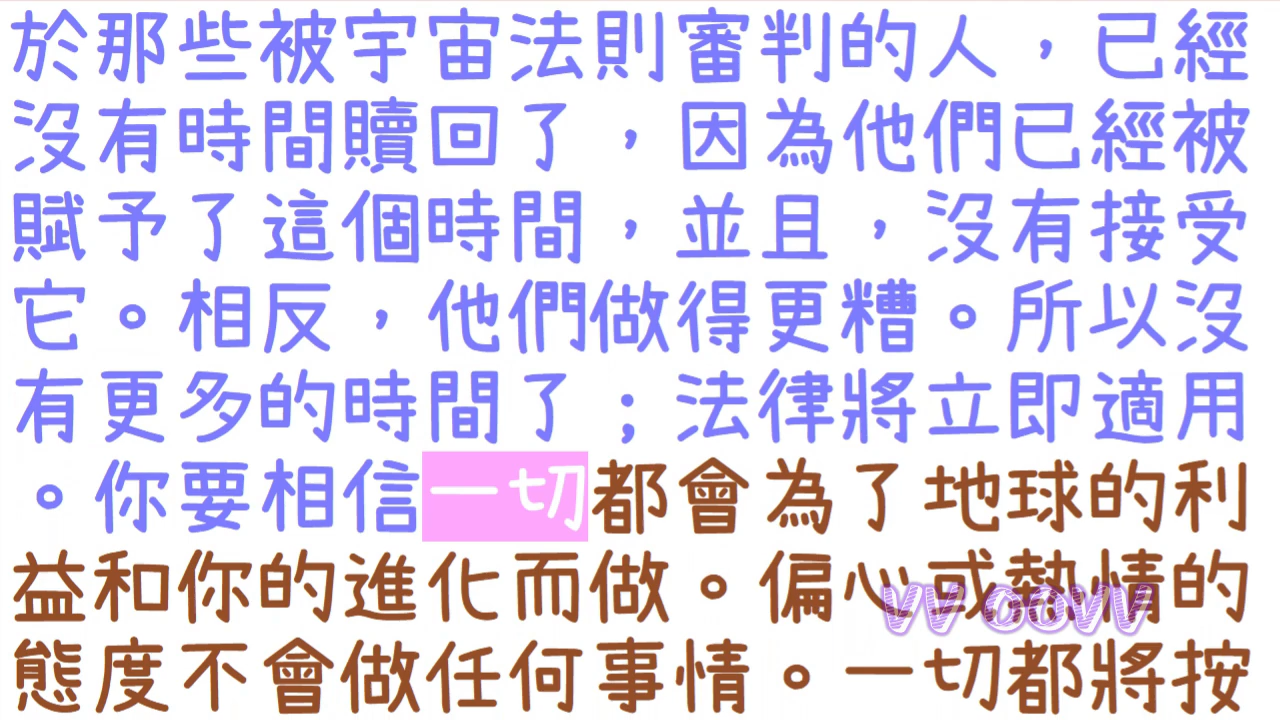 於那些被宇宙法則審判的人，已經
沒有時間贖回了，因為他們已經被
賦予了這個時間，並且，沒有接受
它。相反，他們做得更糟。所以沒
有更多的時間了；法律將立即適用
。你要相信一切都會為了地球的利
益和你的進化而做。偏心或熱情的
態度不會做任何事情。一切都將按
VV OOVV